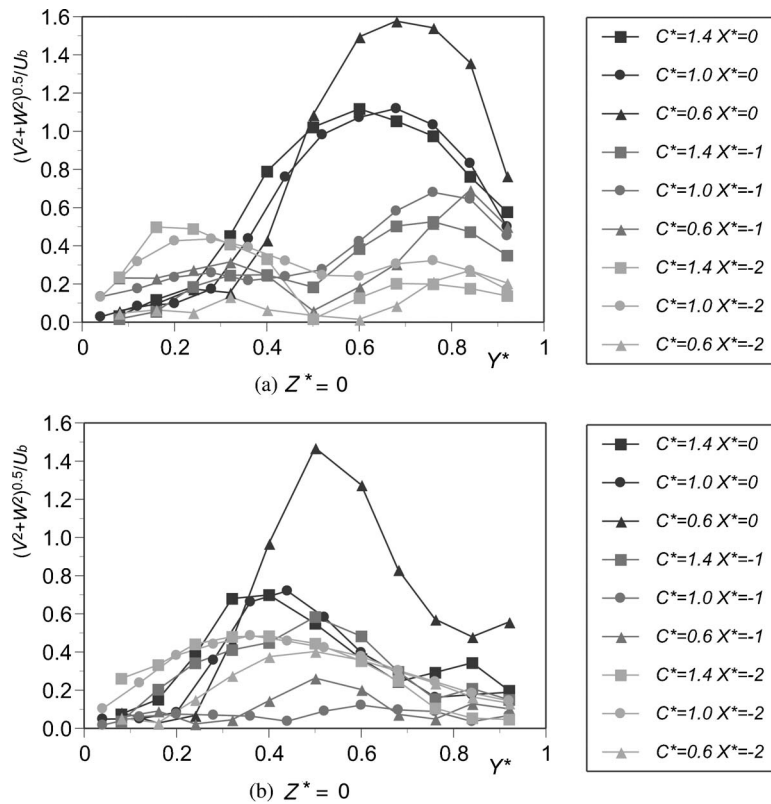 1.6
1.4
1.2
1.0
0.8
0.6
0.4
0.2
0.0
(V²+W²)⁰·⁵/U_b
0 0.2 0.4 0.6 0.8 1
Y*
(a) Z* = 0
C*=1.4 X*=0
C*=1.0 X*=0
C*=0.6 X*=0
C*=1.4 X*=-1
C*=1.0 X*=-1
C*=0.6 X*=-1
C*=1.4 X*=-2
C*=1.0 X*=-2
C*=0.6 X*=-2
1.6
1.4
1.2
1.0
0.8
0.6
0.4
0.2
0.0
(V²+W²)⁰·⁵/U_b
0 0.2 0.4 0.6 0.8 1
Y*
(b) Z* = 0
C*=1.4 X*=0
C*=1.0 X*=0
C*=0.6 X*=0
C*=1.4 X*=-1
C*=1.0 X*=-1
C*=0.6 X*=-1
C*=1.4 X*=-2
C*=1.0 X*=-2
C*=0.6 X*=-2